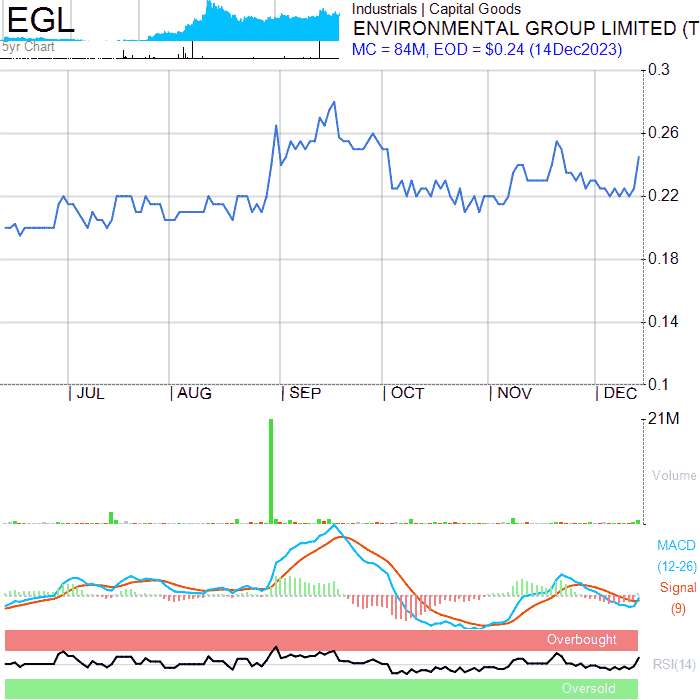 EGL
5yr Chart
Industrials | Capital Goods
ENVIRONMENTAL GROUP LIMITED (T
MC = 84M, EOD = $0.24 (14Dec2023)
0.3
0.26
0.22
0.18
0.14
0.1
| JUL | AUG | SEP | OCT | NOV | DEC
21M
Volume
MACD
(12-26)
Signal
(9)
Overbought
RSI(14)
Oversold